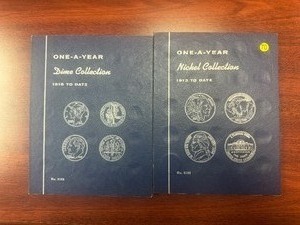 ONE-A-YEAR
Dime Collection
1916 TO DATE
ONE-A-YEAR
Nickel Collection
1913 TO DATE